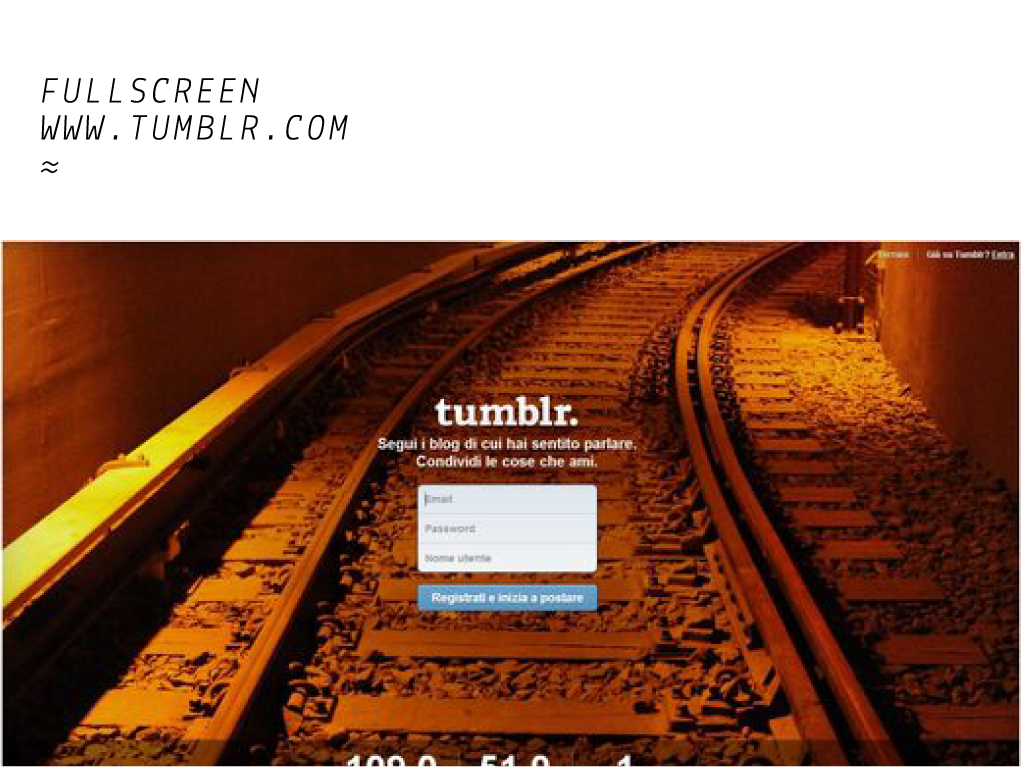 FULLSCREEN
WWW.TUMBLR.COM
≈
Termini Già su Tumblr? Entra
tumblr.
Segui i blog di cui hai sentito parlare.
Condividi le cose che ami.
Email
Password
Nome utente
Registrati e inizia a postare